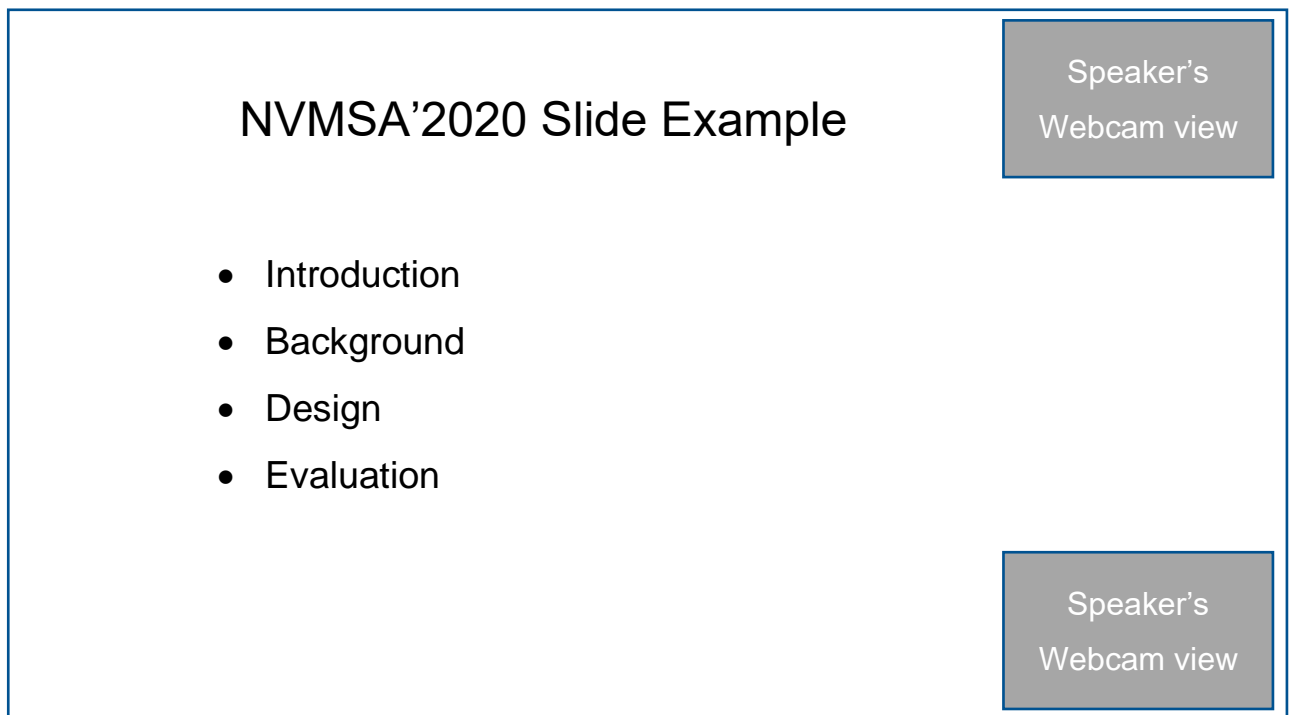 NVMSA’2020 Slide Example
Speaker’s
Webcam view
• Introduction
• Background
• Design
• Evaluation
Speaker’s
Webcam view